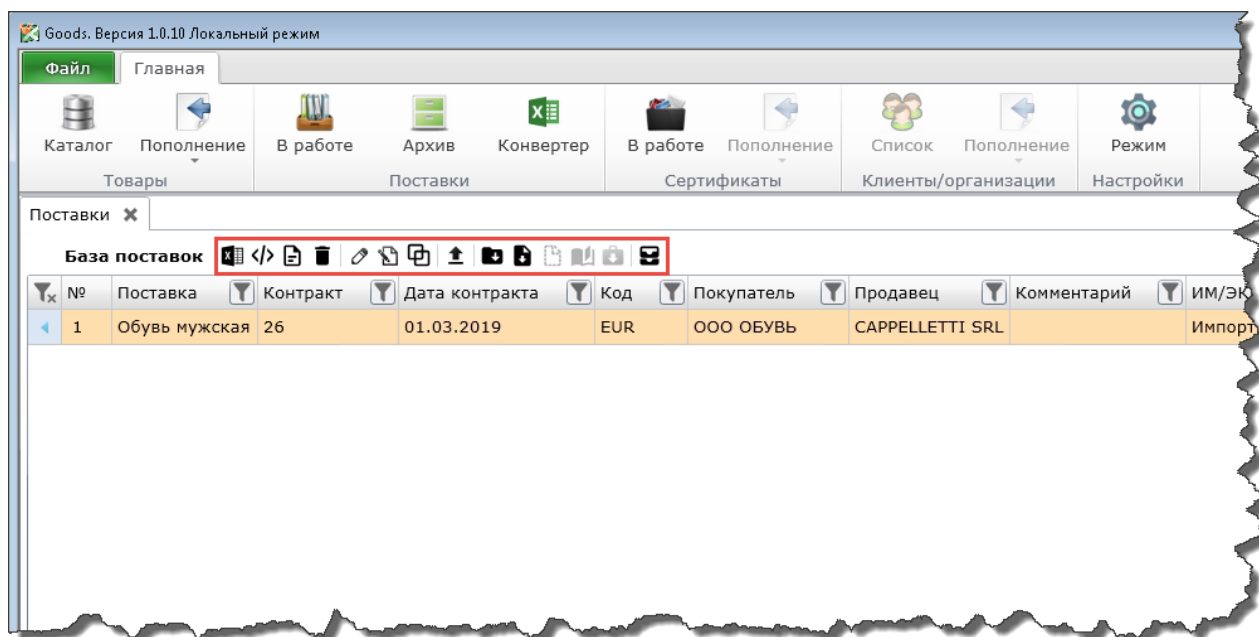 Goods. Версия 1.0.10 Локальный режим
Файл Главная
Каталог Пополнение В работе Архив Конвертер В работе Пополнение Список Пополнение Режим
Товары Поставки Сертификаты Клиенты/организации Настройки
Поставки
База поставок
№ Поставка Контракт Дата контракта Код Покупатель Продавец Комментарий ИМ/ЭК
1 Обувь мужская 26 01.03.2019 EUR ООО ОБУВЬ CAPPELLETTI SRL Импорт